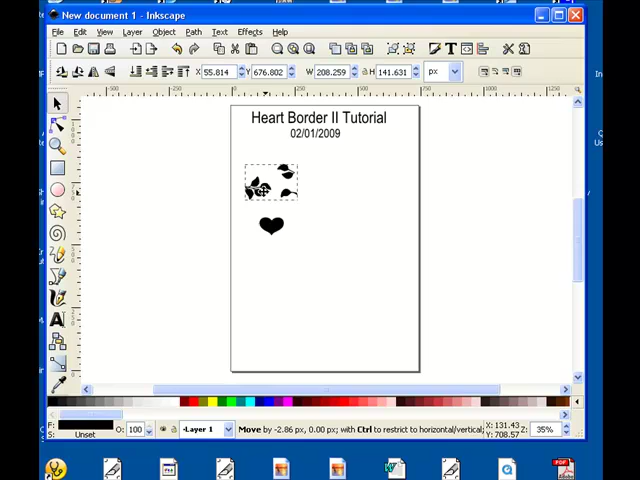 New document 1 - Inkscape
File Edit View Layer Object Path Text Effects Help
X 55.814 Y 676.802 W 208.259 H 141.631 px
Heart Border II Tutorial
02/01/2009
F:
S: Unset O: 100 Layer 1 Move by -2.86 px, 0.00 px; with Ctrl to restrict to horizontal/vertical; X: 131.43 Y: 708.57 Z: 35%